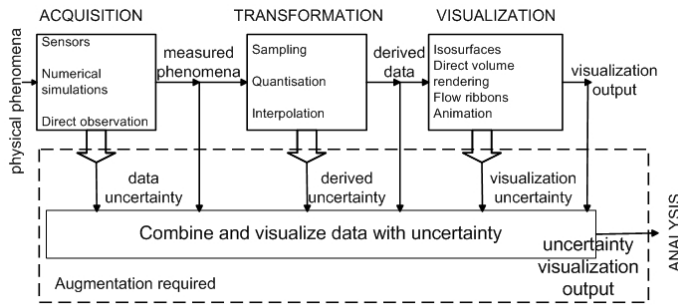 ACQUISITION
TRANSFORMATION
VISUALIZATION
physical phenomena
Sensors
Numerical
simulations
Direct observation
measured
phenomena
Sampling
Quantisation
Interpolation
derived
data
Isosurfaces
Direct volume
rendering
Flow ribbons
Animation
visualization
output
data
uncertainty
derived
uncertainty
visualization
uncertainty
Combine and visualize data with uncertainty
uncertainty
visualization
output
ANALYSIS
Augmentation required